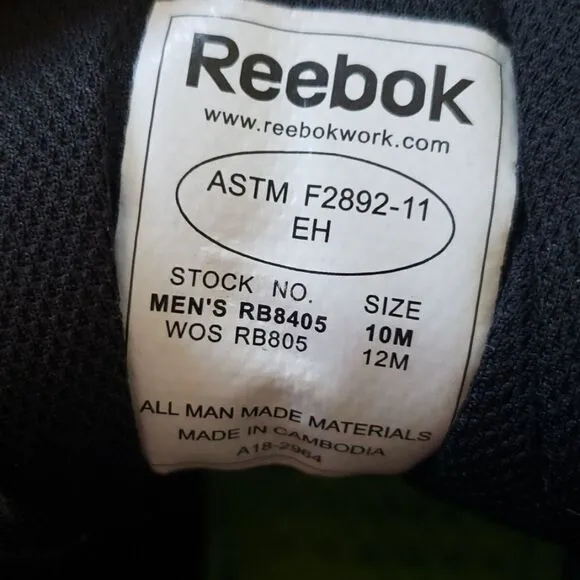 Reebok
www.reebokwork.com
ASTM F2892-11
EH
STOCK NO. SIZE
MEN'S RB8405 10M
WOS RB805 12M
ALL MAN MADE MATERIALS
MADE IN CAMBODIA
A18-2964